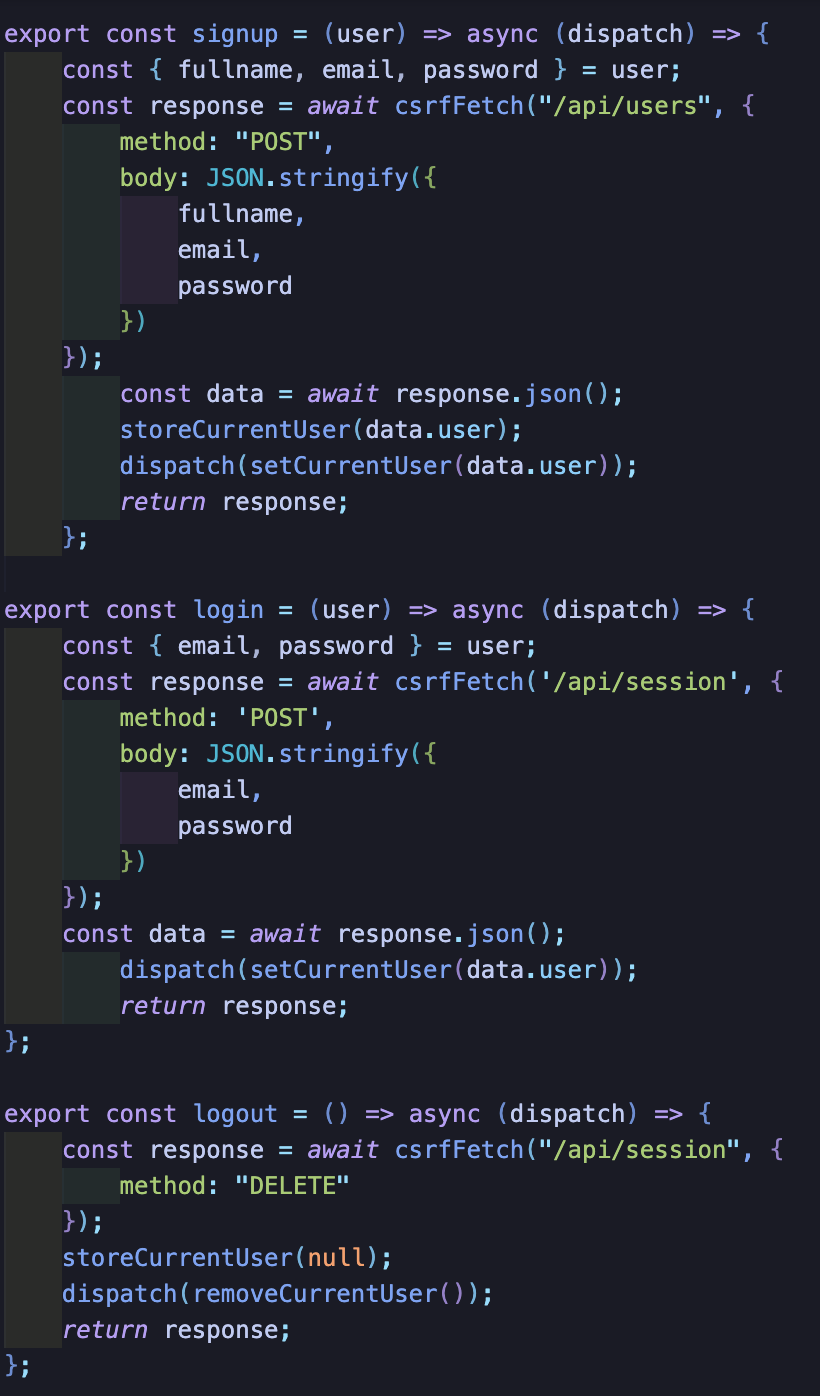 export const signup = (user) => async (dispatch) => {
    const { fullname, email, password } = user;
    const response = await csrfFetch("/api/users", {
        method: "POST",
        body: JSON.stringify({
            fullname,
            email,
            password
        })
    });
        const data = await response.json();
        storeCurrentUser(data.user);
        dispatch(setCurrentUser(data.user));
        return response;
    };

export const login = (user) => async (dispatch) => {
    const { email, password } = user;
    const response = await csrfFetch('/api/session', {
        method: 'POST',
        body: JSON.stringify({
            email,
            password
        })
    });
    const data = await response.json();
        dispatch(setCurrentUser(data.user));
        return response;
};

export const logout = () => async (dispatch) => {
    const response = await csrfFetch("/api/session", {
        method: "DELETE"
    });
    storeCurrentUser(null);
    dispatch(removeCurrentUser());
    return response;
};